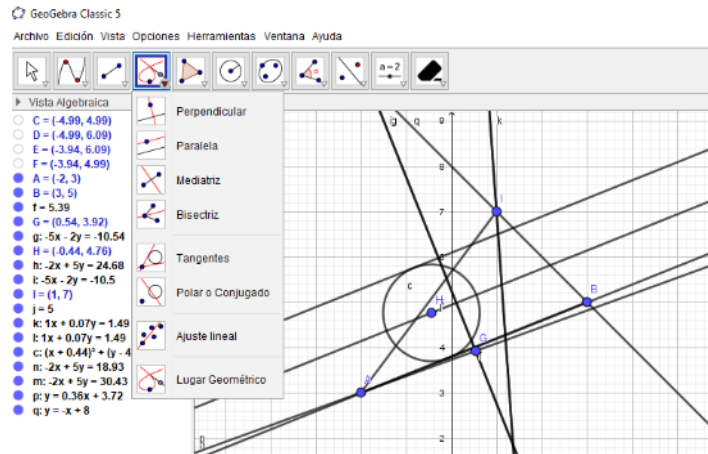 GeoGebra Classic 5
Archivo Edición Vista Opciones Herramientas Ventana Ayuda
a=2
Vista Algebraica
C = (-4.99, 4.99)
D = (-4.99, 6.09)
E = (-3.94, 6.09)
F = (-3.94, 4.99)
A = (-2, 3)
B = (3, 5)
f = 5.39
G = (0.54, 3.92)
g: -5x - 2y = -10.54
H = (-0.44, 4.76)
h: -2x + 5y = 24.68
i: -5x - 2y = -10.5
I = (1, 7)
j = 5
k: 1x + 0.07y = 1.49
l: 1x + 0.07y = 1.49
c: (x + 0.44)² + (y - 4
n: -2x + 5y = 18.93
m: -2x + 5y = 30.43
p: y = 0.36x + 3.72
q: y = -x + 8
Perpendicular
Paralela
Mediatriz
Bisectriz
Tangentes
Polar o Conjugado
Ajuste lineal
Lugar Geométrico
g q 9 k
8
7 I
6
c
H
B
4
G
A
3
2